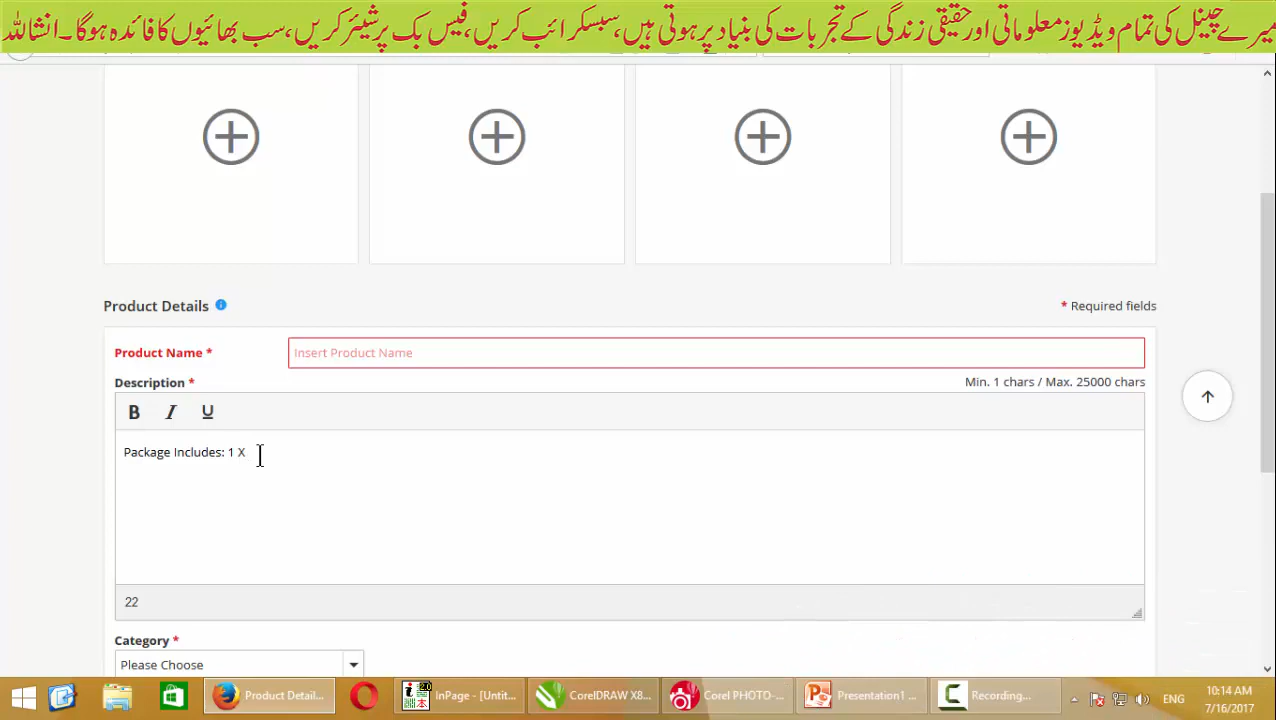 میرے چینل کی تمام ویڈیوز معلوماتی اور حقیقی زندگی کے تجربات کی بنیاد پر ہوتی ہیں، سبسکرائب کریں، فیس بک پر شیئر کریں، سب بھائیوں کا فائدہ ہوگا۔ انشاللہ
Product Details
* Required fields
Product Name *
Insert Product Name
Description *
Min. 1 chars / Max. 25000 chars
B I U
Package Includes: 1 X
22
Category *
Please Choose
Product Detail...
InPage - [Untit...
CorelDRAW X8...
Corel PHOTO-...
Presentation1 ...
Recording...
ENG
10:14 AM
7/16/2017